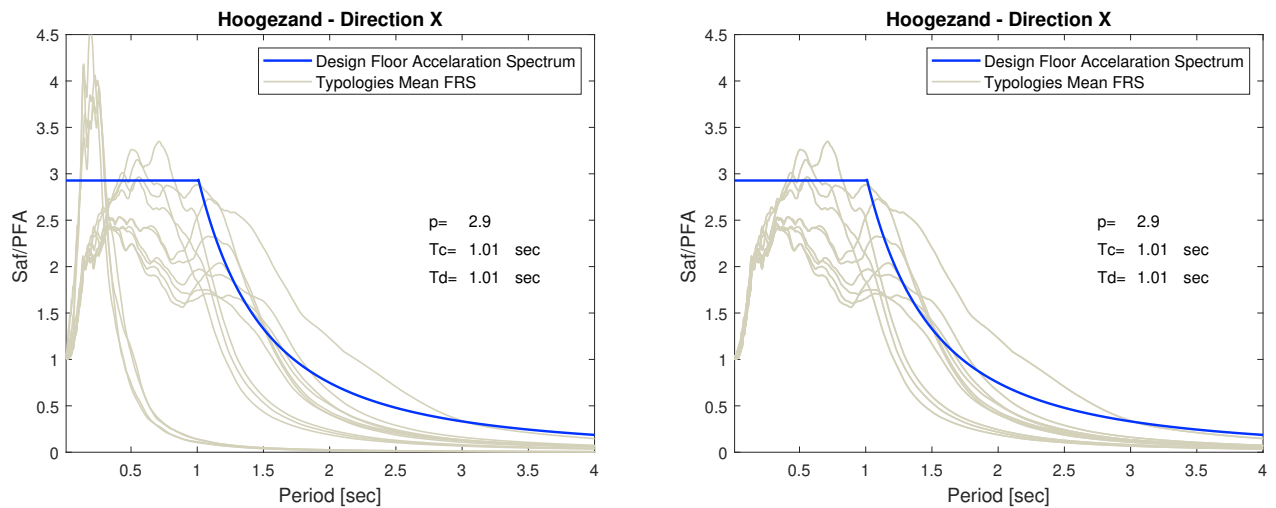 Hoogezand - Direction X
4.5
4
3.5
3
2.5
2
1.5
1
0.5
0
Saf/PFA
Design Floor Accelaration Spectrum
Typologies Mean FRS
p= 2.9
Tc= 1.01 sec
Td= 1.01 sec
0.5 1 1.5 2 2.5 3 3.5 4
Period [sec]
Hoogezand - Direction X
4.5
4
3.5
3
2.5
2
1.5
1
0.5
0
Saf/PFA
Design Floor Accelaration Spectrum
Typologies Mean FRS
p= 2.9
Tc= 1.01 sec
Td= 1.01 sec
0.5 1 1.5 2 2.5 3 3.5 4
Period [sec]